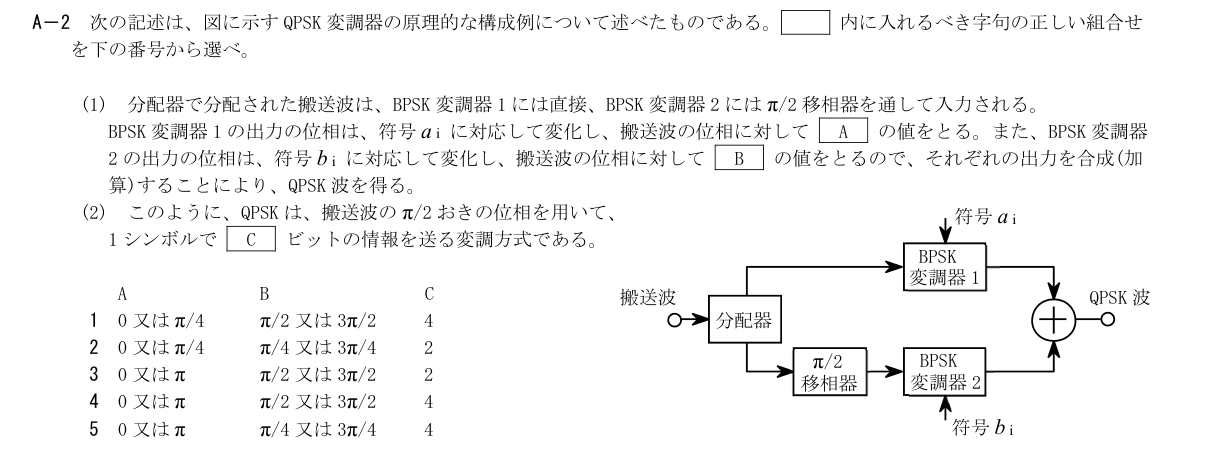 A-2 次の記述は、図に示す QPSK 変調器の原理的な構成例について述べたものである。 内に入れるべき字句の正しい組合せ
を下の番号から選べ。
(1) 分配器で分配された搬送波は、BPSK 変調器 1 には直接、BPSK 変調器 2 には π/2 移相器を通して入力される。
BPSK 変調器 1 の出力の位相は、符号 ai に対応して変化し、搬送波の位相に対して A の値をとる。また、BPSK 変調器
2 の出力の位相は、符号 bi に対応して変化し、搬送波の位相に対して B の値をとるので、それぞれの出力を合成(加
算)することにより、QPSK 波を得る。
(2) このように、QPSK は、搬送波の π/2 おきの位相を用いて、
1 シンボルで C ビットの情報を送る変調方式である。
A B C
1 0 又は π/4 π/2 又は 3π/2 4
2 0 又は π/4 π/4 又は 3π/4 2
3 0 又は π π/2 又は 3π/2 2
4 0 又は π π/2 又は 3π/2 4
5 0 又は π π/4 又は 3π/4 4
符号 ai
BPSK
変調器 1
搬送波
分配器
QPSK 波
π/2
移相器
BPSK
変調器 2
符号 bi